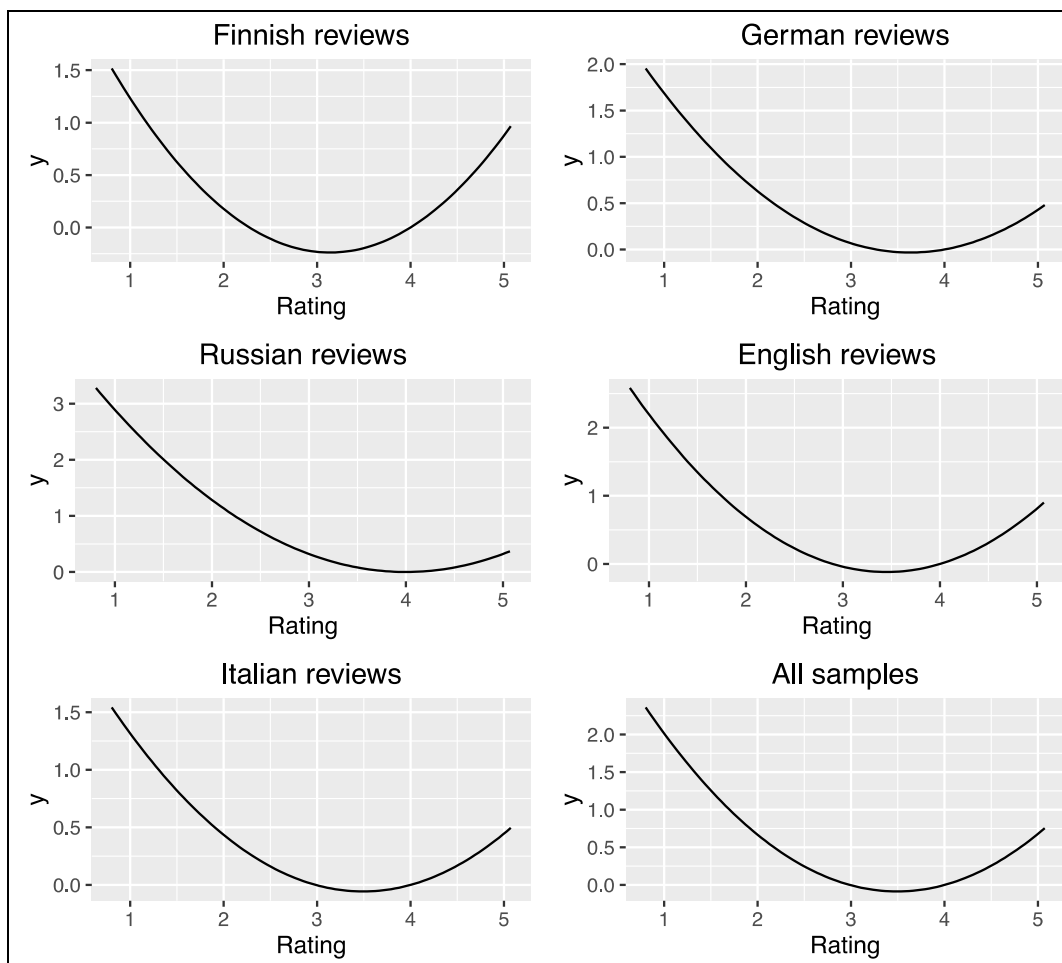 Finnish reviews
1.5
1.0
0.5
0.0
y
1 2 3 4 5
Rating
German reviews
2.0
1.5
1.0
0.5
0.0
y
1 2 3 4 5
Rating
Russian reviews
3
2
1
0
y
1 2 3 4 5
Rating
English reviews
2
1
0
y
1 2 3 4 5
Rating
Italian reviews
1.5
1.0
0.5
0.0
y
1 2 3 4 5
Rating
All samples
2.0
1.5
1.0
0.5
0.0
y
1 2 3 4 5
Rating